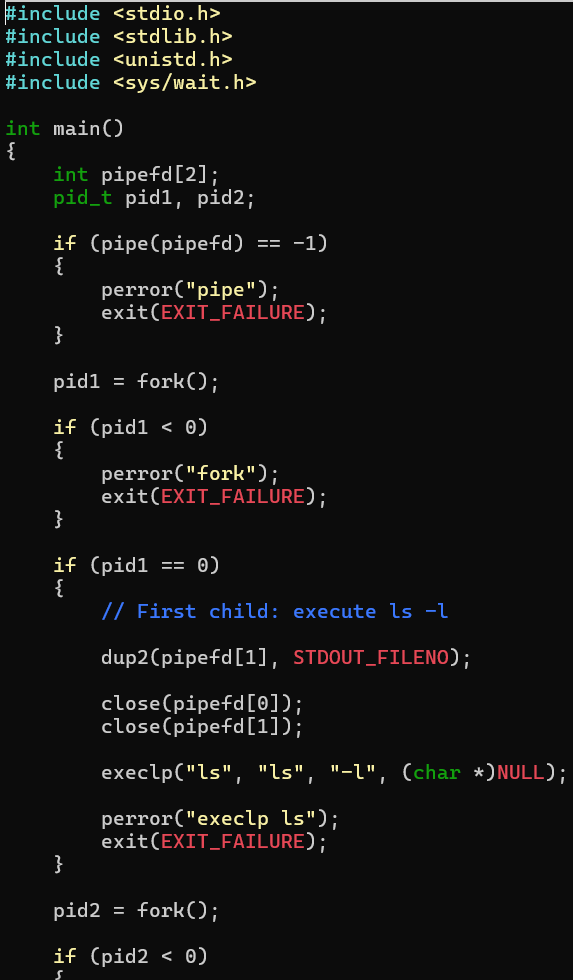 #include <stdio.h>
#include <stdlib.h>
#include <unistd.h>
#include <sys/wait.h>

int main()
{
    int pipefd[2];
    pid_t pid1, pid2;

    if (pipe(pipefd) == -1)
    {
        perror("pipe");
        exit(EXIT_FAILURE);
    }

    pid1 = fork();

    if (pid1 < 0)
    {
        perror("fork");
        exit(EXIT_FAILURE);
    }

    if (pid1 == 0)
    {
        // First child: execute ls -l

        dup2(pipefd[1], STDOUT_FILENO);

        close(pipefd[0]);
        close(pipefd[1]);

        execlp("ls", "ls", "-l", (char *)NULL);

        perror("execlp ls");
        exit(EXIT_FAILURE);
    }

    pid2 = fork();

    if (pid2 < 0)
    {